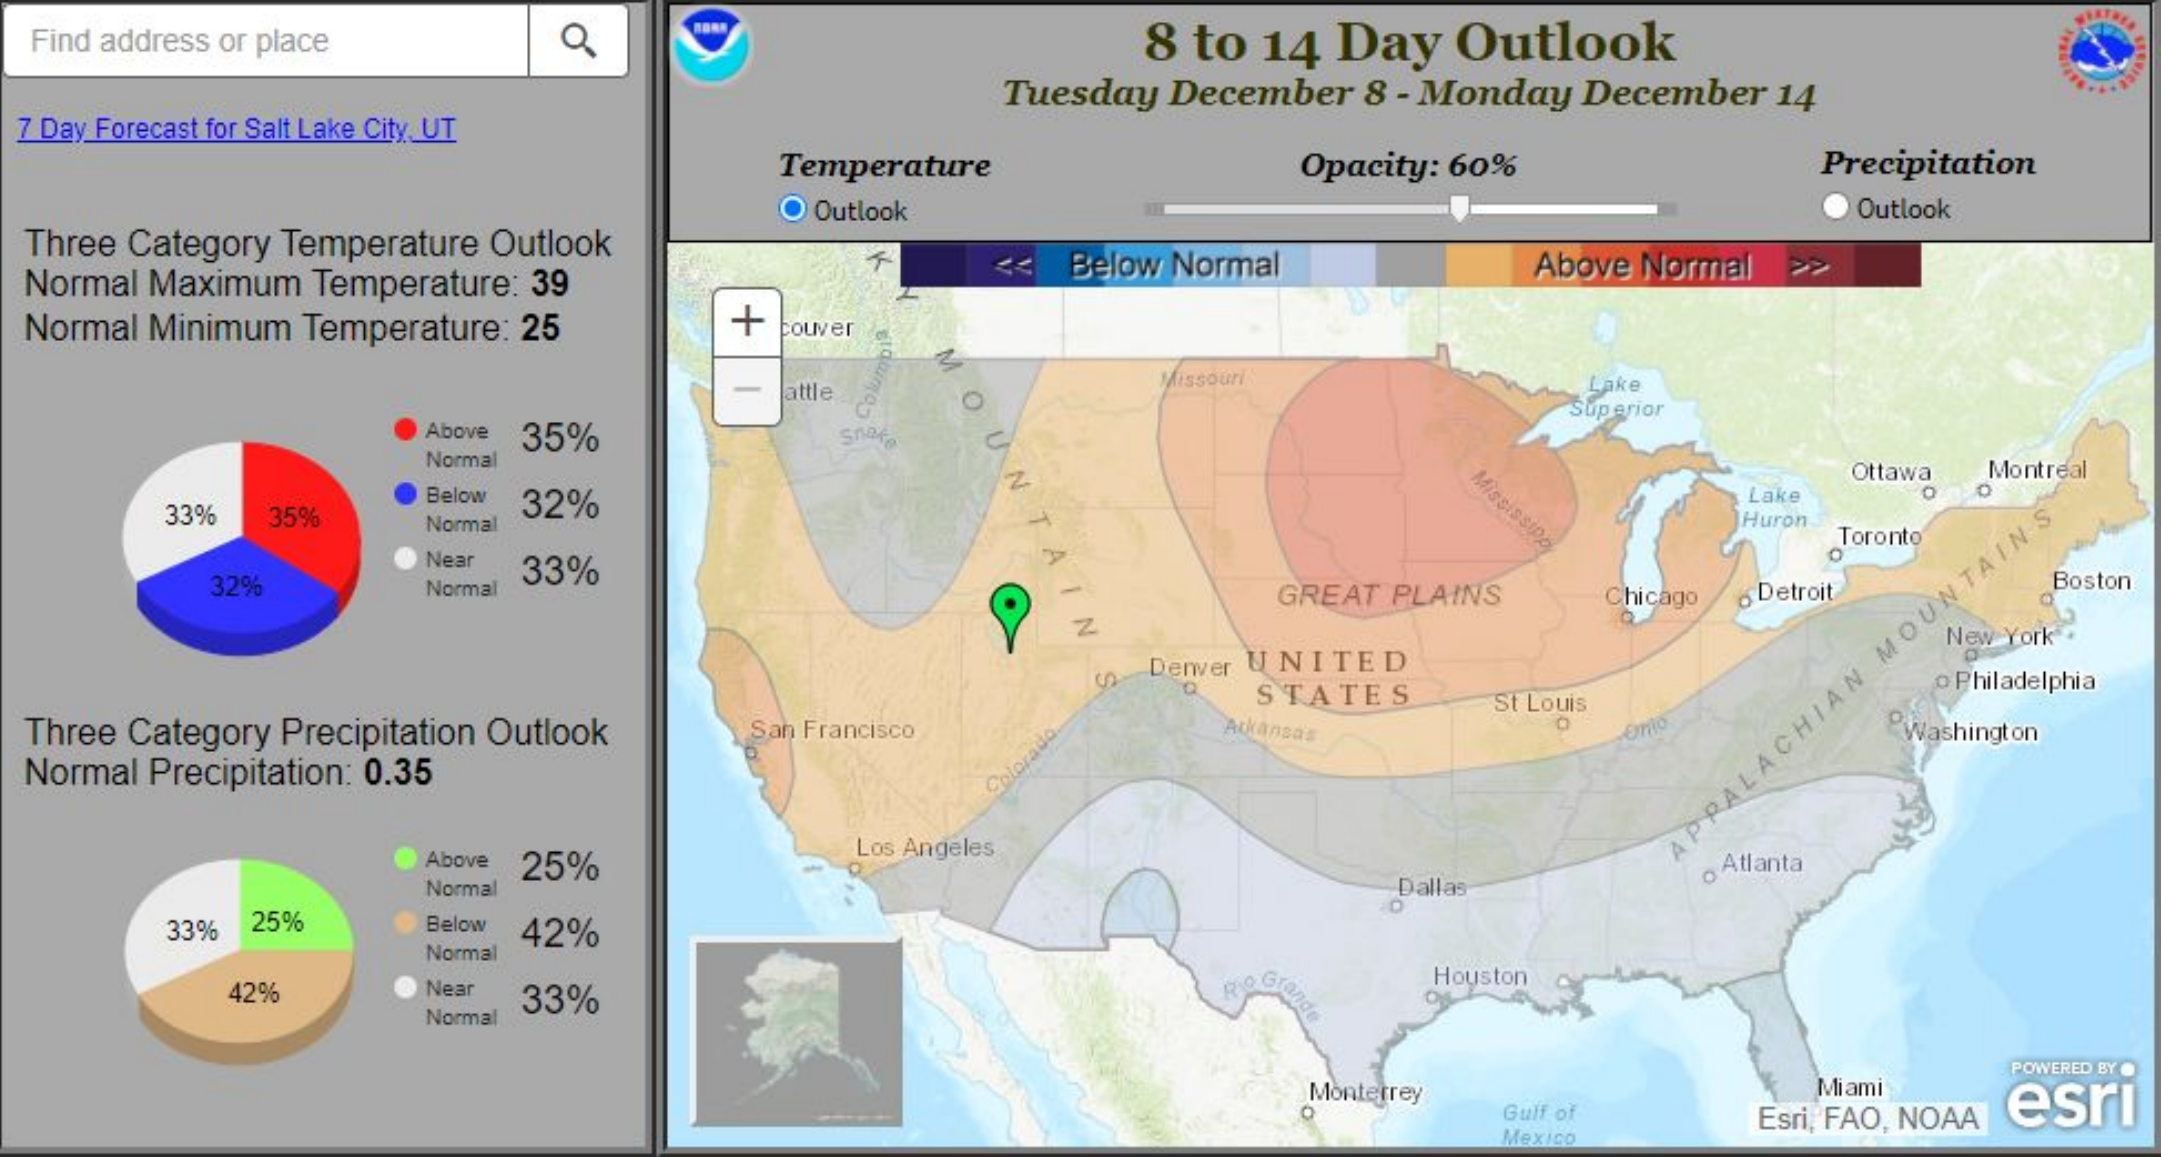 Find address or place
7 Day Forecast for Salt Lake City, UT
Three Category Temperature Outlook
Normal Maximum Temperature: 39
Normal Minimum Temperature: 25
33%
35%
32%
Above
Normal
35%
Below
Normal
32%
Near
Normal
33%
Three Category Precipitation Outlook
Normal Precipitation: 0.35
33%
25%
42%
Above
Normal
25%
Below
Normal
42%
Near
Normal
33%
NOAA
8 to 14 Day Outlook
Tuesday December 8 - Monday December 14
Temperature
Outlook
Opacity: 60%
Precipitation
Outlook
<< Below Normal
Above Normal >>
+
−
couver
attle
Columbia
Snake
K Y
M O U N T A I N S
Missouri
Lake
Superior
Mississipp
Ottawa
Montreal
Lake
Huron
Toronto
GREAT PLAINS
Chicago
Detroit
Boston
New York
Denver
UNITED
STATES
St Louis
Philadelphia
San Francisco
Arkansas
Ohio
Washington
Colorado
APPALACHIAN MOUNTAINS
Los Angeles
Dallas
Atlanta
Houston
Rio Grande
Monterrey
Gulf of
Mexico
Miami
Esri, FAO, NOAA
POWERED BY
esri